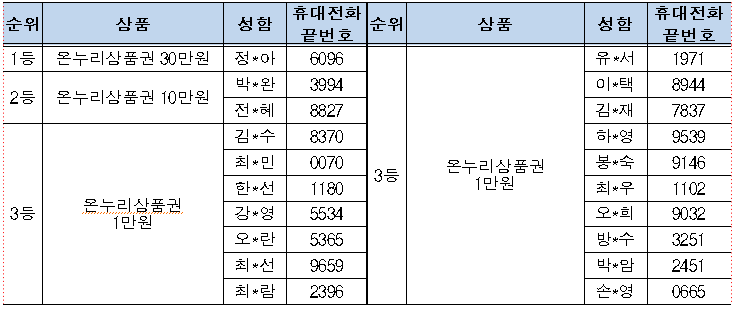 순위 상품 성함 휴대전화 끝번호 순위 상품 성함 휴대전화 끝번호
1등 온누리상품권 30만원 정*아 6096 3등 온누리상품권 1만원 유*서 1971
2등 온누리상품권 10만원 박*완 3994 이*택 8944
전*혜 8827 김*재 7837
3등 온누리상품권 1만원 김*수 8370 하*영 9539
최*민 0070 봉*숙 9146
한*선 1180 최*우 1102
강*영 5534 오*희 9032
오*란 5365 방*수 3251
최*선 9659 박*암 2451
최*람 2396 손*영 0665